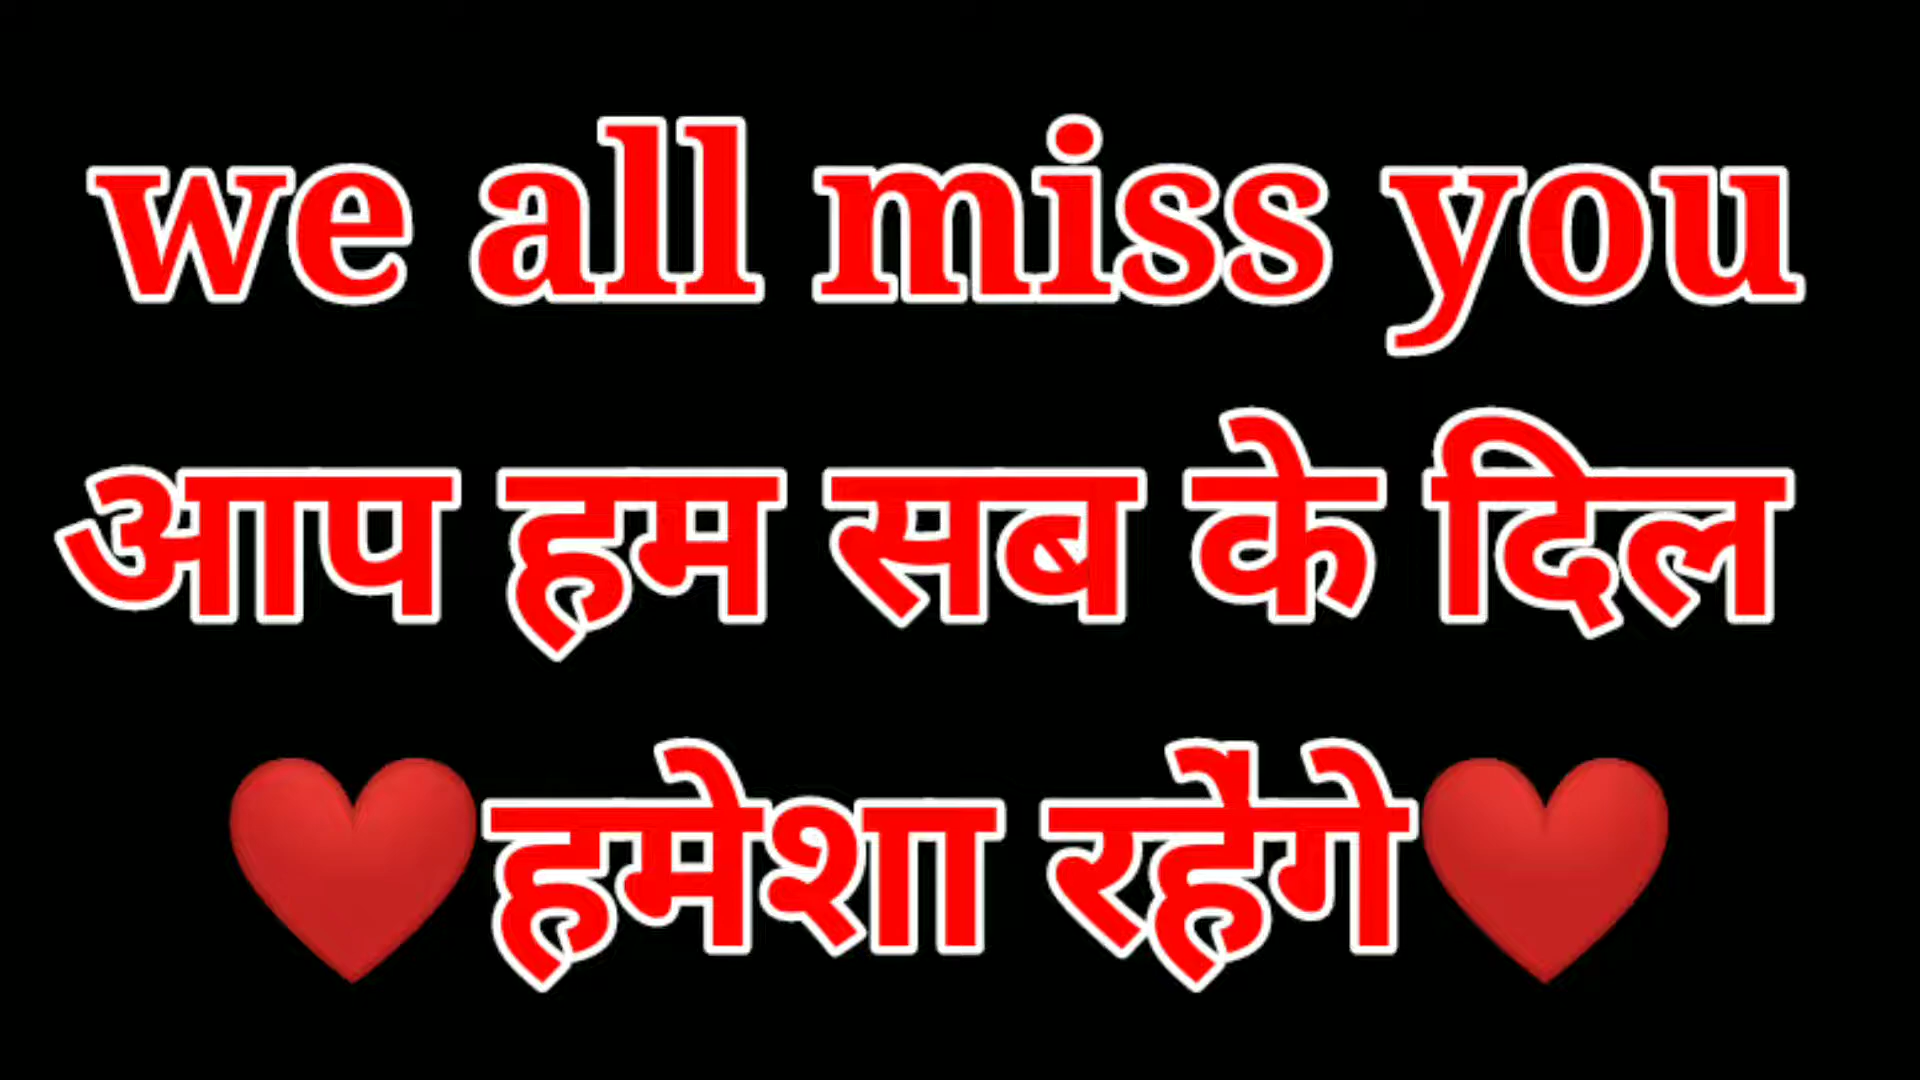 we all miss you
आप हम सब के दिल
❤️हमेशा रहैगे❤️